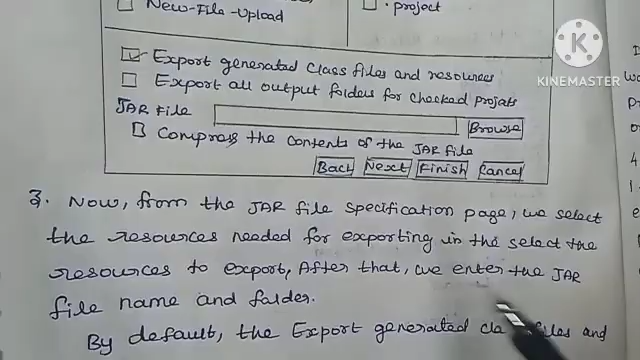 New-File-Upload
.project
Export generated class files and resources
Export all output folders for checked projats
JAR File
Browse
Compress the contents of the JAR file
Back Next Finish Cancel
3. Now, from the JAR file specification page, we select
the resources needed for exporting in the select the
resources to export, After that, we enter the JAR
file name and folder.
By default, the Export generated class files and
KINEMASTER